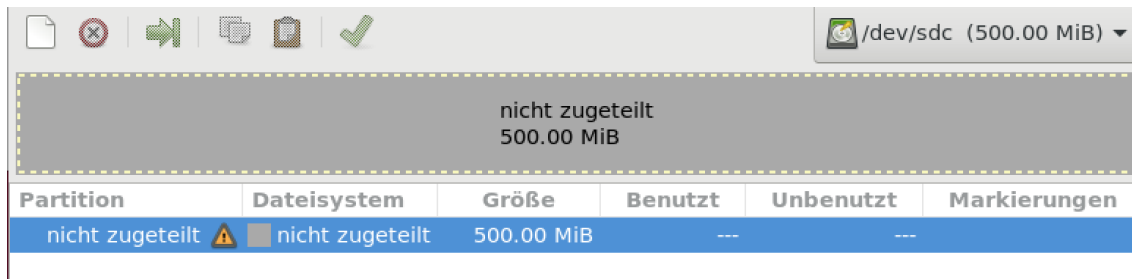 /dev/sdc (500.00 MiB)
nicht zugeteilt
500.00 MiB
Partition Dateisystem Größe Benutzt Unbenutzt Markierungen
nicht zugeteilt nicht zugeteilt 500.00 MiB --- ---